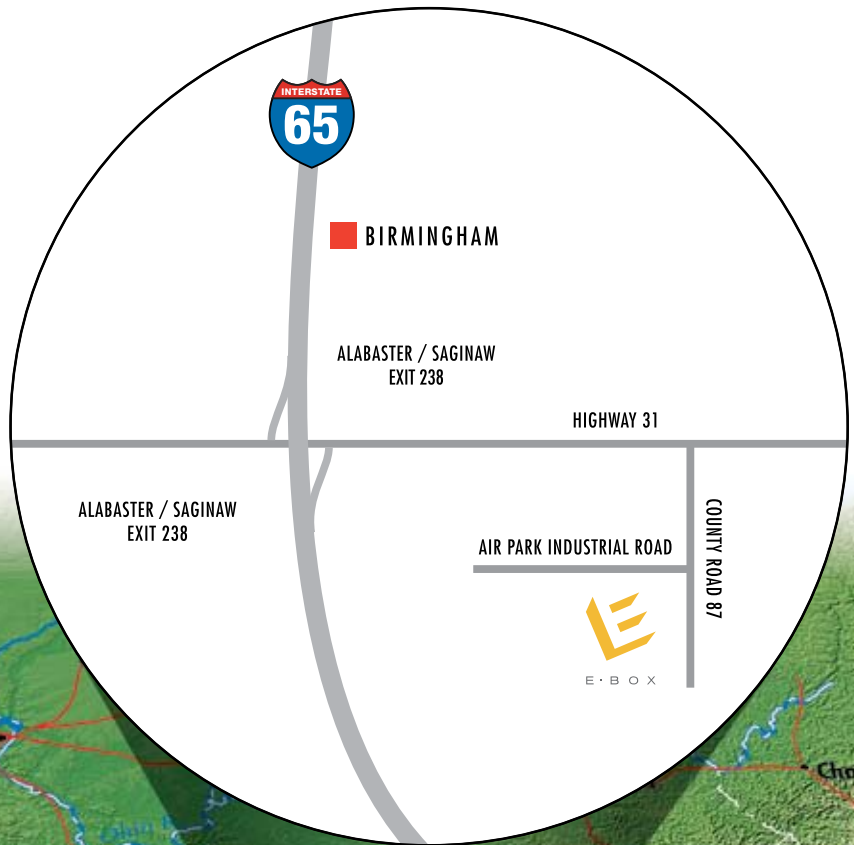 INTERSTATE
65
BIRMINGHAM
ALABASTER / SAGINAW
EXIT 238
HIGHWAY 31
ALABASTER / SAGINAW
EXIT 238
COUNTY ROAD 87
AIR PARK INDUSTRIAL ROAD
E·BOX